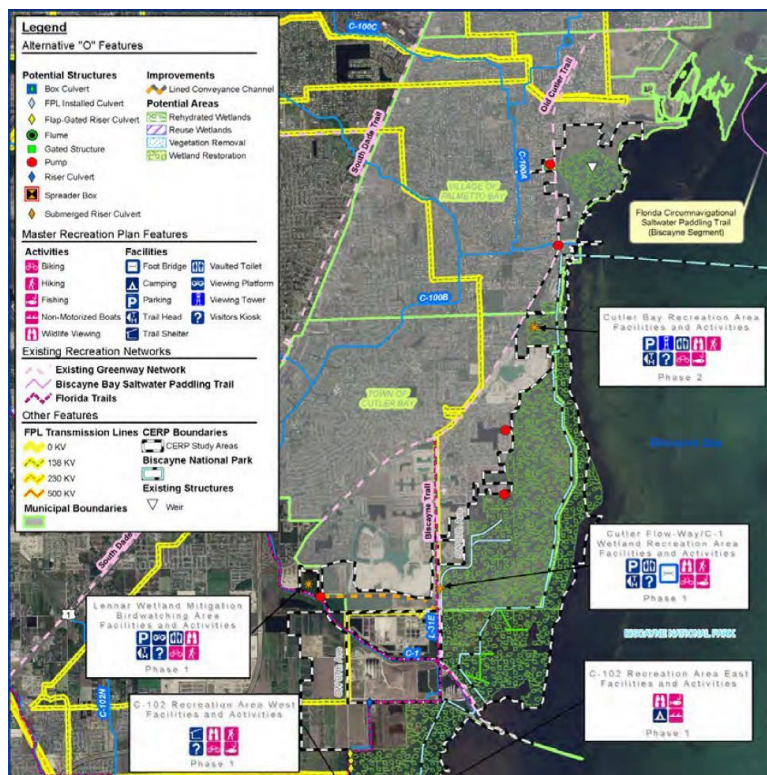 Legend
Alternative "O" Features
Potential Structures
Box Culvert
FPL Installed Culvert
Flap-Gated Riser Culvert
Flume
Gated Structure
Pump
Riser Culvert
Spreader Box
Submerged Riser Culvert
Improvements
Lined Conveyance Channel
Potential Areas
Rehydrated Wetlands
Reuse Wetlands
Vegetation Removal
Wetland Restoration
Master Recreation Plan Features
Activities
Biking
Hiking
Fishing
Non-Motorized Boats
Wildlife Viewing
Facilities
Foot Bridge
Camping
Parking
Trail Head
Trail Shelter
Vaulted Toilet
Viewing Platform
Viewing Tower
Visitors Kiosk
Existing Recreation Networks
Existing Greenway Network
Biscayne Bay Saltwater Paddling Trail
Florida Trails
Other Features
FPL Transmission Lines
0 KV
138 KV
230 KV
500 KV
Municipal Boundaries
CERP Boundaries
CERP Study Areas
Biscayne National Park
Existing Structures
Weir
C-100C
Old Cutler Trail
South Dade Trail
C-100A
VILLAGE OF
PALMETTO BAY
Florida Circumnavigational
Saltwater Paddling Trail
(Biscayne Segment)
C-100B
Cutler Bay Recreation Area
Facilities and Activities
Phase 2
TOWN OF
CUTLER BAY
Biscayne Bay
Biscayne Trail
South Dade
Cutler Flow-Way/C-1
Wetland Recreation Area
Facilities and Activities
Phase 1
1
Lennar Wetland Mitigation
Birdwatching Area
Facilities and Activities
Phase 1
L-31E
C-1
BISCAYNE NATIONAL PARK
C-102N
C-102 Recreation Area West
Facilities and Activities
Phase 1
C-102 Recreation Area East
Facilities and Activities
Phase 1